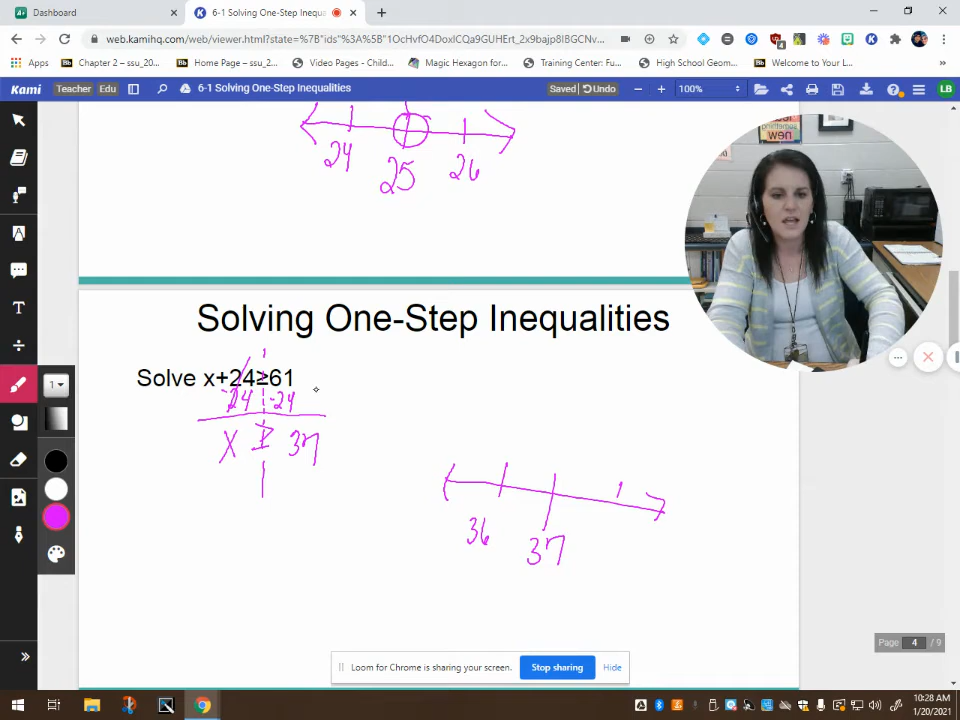 Dashboard
6-1 Solving One-Step Inequa
web.kamihq.com/web/viewer.html?state=%7B"ids"%3A%5B"1OcHvfO4DoxlCQa9GUHErt_2x9bajp8IBGCNv...
Apps
Chapter 2 – ssu_20...
Home Page – ssu_2...
Video Pages - Child...
Magic Hexagon for...
Training Center: Fu...
High School Geom...
Welcome to Your L...
Kami
Teacher
Edu
6-1 Solving One-Step Inequalities
Saved
Undo
100%
LB
24 25 26
Solving One-Step Inequalities
Solve x+24≥61
-24 -24
x ≥ 37
36 37
1
Page 4 / 9
Loom for Chrome is sharing your screen.
Stop sharing
Hide
10:28 AM
1/20/2021